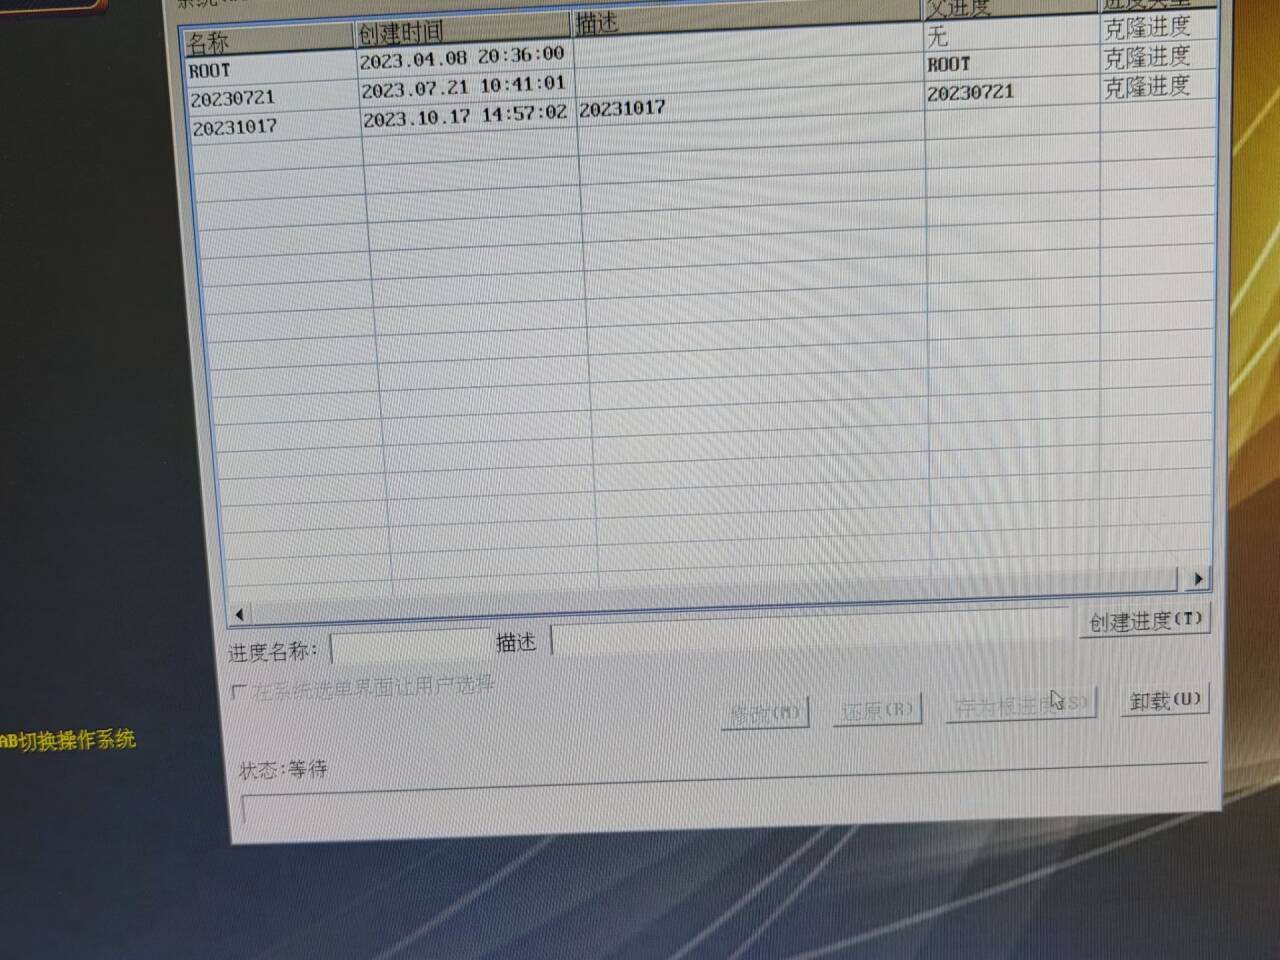 名称 创建时间 描述 父进度 进度类型
ROOT 2023.04.08 20:36:00 无 克隆进度
20230721 2023.07.21 10:41:01 ROOT 克隆进度
20231017 2023.10.17 14:57:02 20231017 20230721 克隆进度
进度名称: 描述 创建进度(T)
在系统选单界面让用户选择
修改(M) 还原(R) 存为根进度(S) 卸载(U)
AB切换操作系统
状态:等待